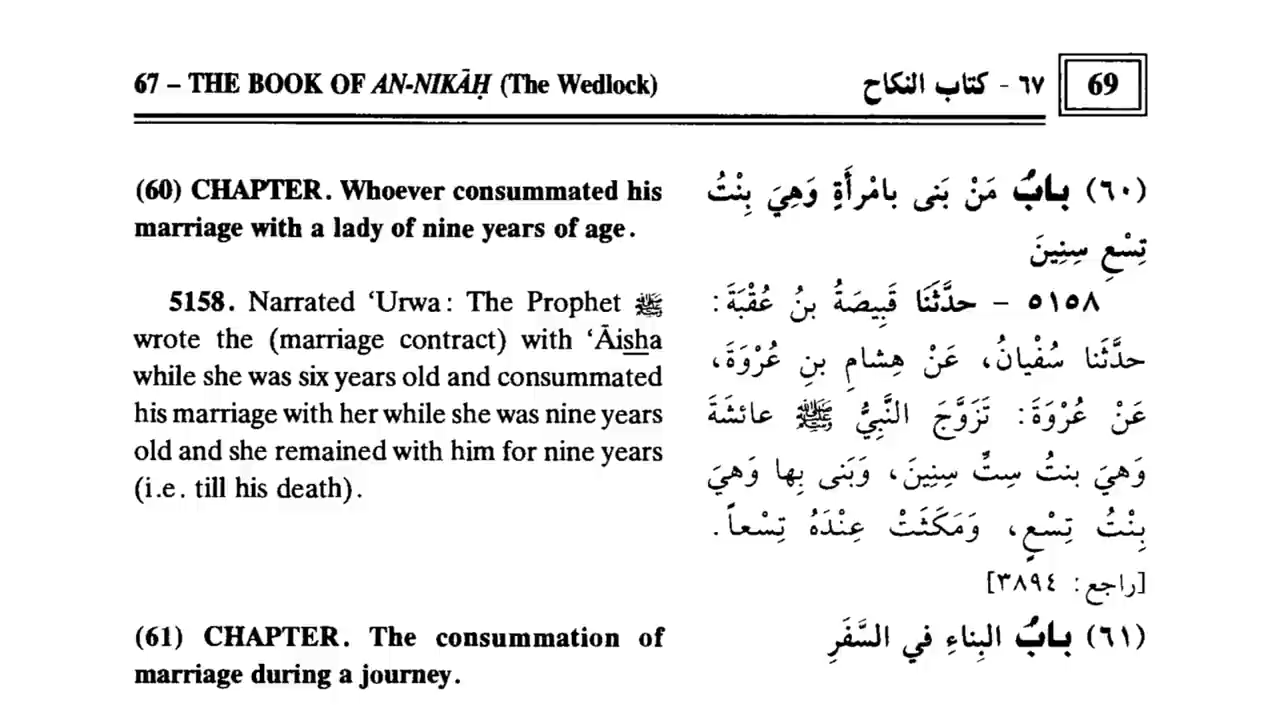 67 – THE BOOK OF AN-NIKĀḤ (The Wedlock)
٦٧ - كتاب النكاح
69
(60) CHAPTER. Whoever consummated his
marriage with a lady of nine years of age.
5158. Narrated ‘Urwa: The Prophet ﷺ
wrote the (marriage contract) with ‘Āisha
while she was six years old and consummated
his marriage with her while she was nine years
old and she remained with him for nine years
(i.e. till his death).
(61) CHAPTER. The consummation of
marriage during a journey.
(٦٠) بابُ مَنْ بَنى بامْرأَةٍ وَهِيَ بِنْتُ
تِسْعِ سِنِينَ
٥١٥٨ – حدَّثَنَا قَبِيصَةُ بنُ عُقْبَةَ:
حدَّثَنا سُفْيانُ، عَنْ هِشامِ بنِ عُرْوَةَ،
عَنْ عُرْوَةَ: تَزَوَّجَ النَّبِيُّ ﷺ عائشَةَ
وَهيَ بنتُ سِتِّ سِنِينَ، وَبَنى بِها وَهيَ
بِنْتُ تِسْعٍ، وَمَكَثَتْ عِنْدَهُ تِسْعاً.
[راجع: ٣٨٩٤]
(٦١) بابُ البِناءِ في السَّفَرِ